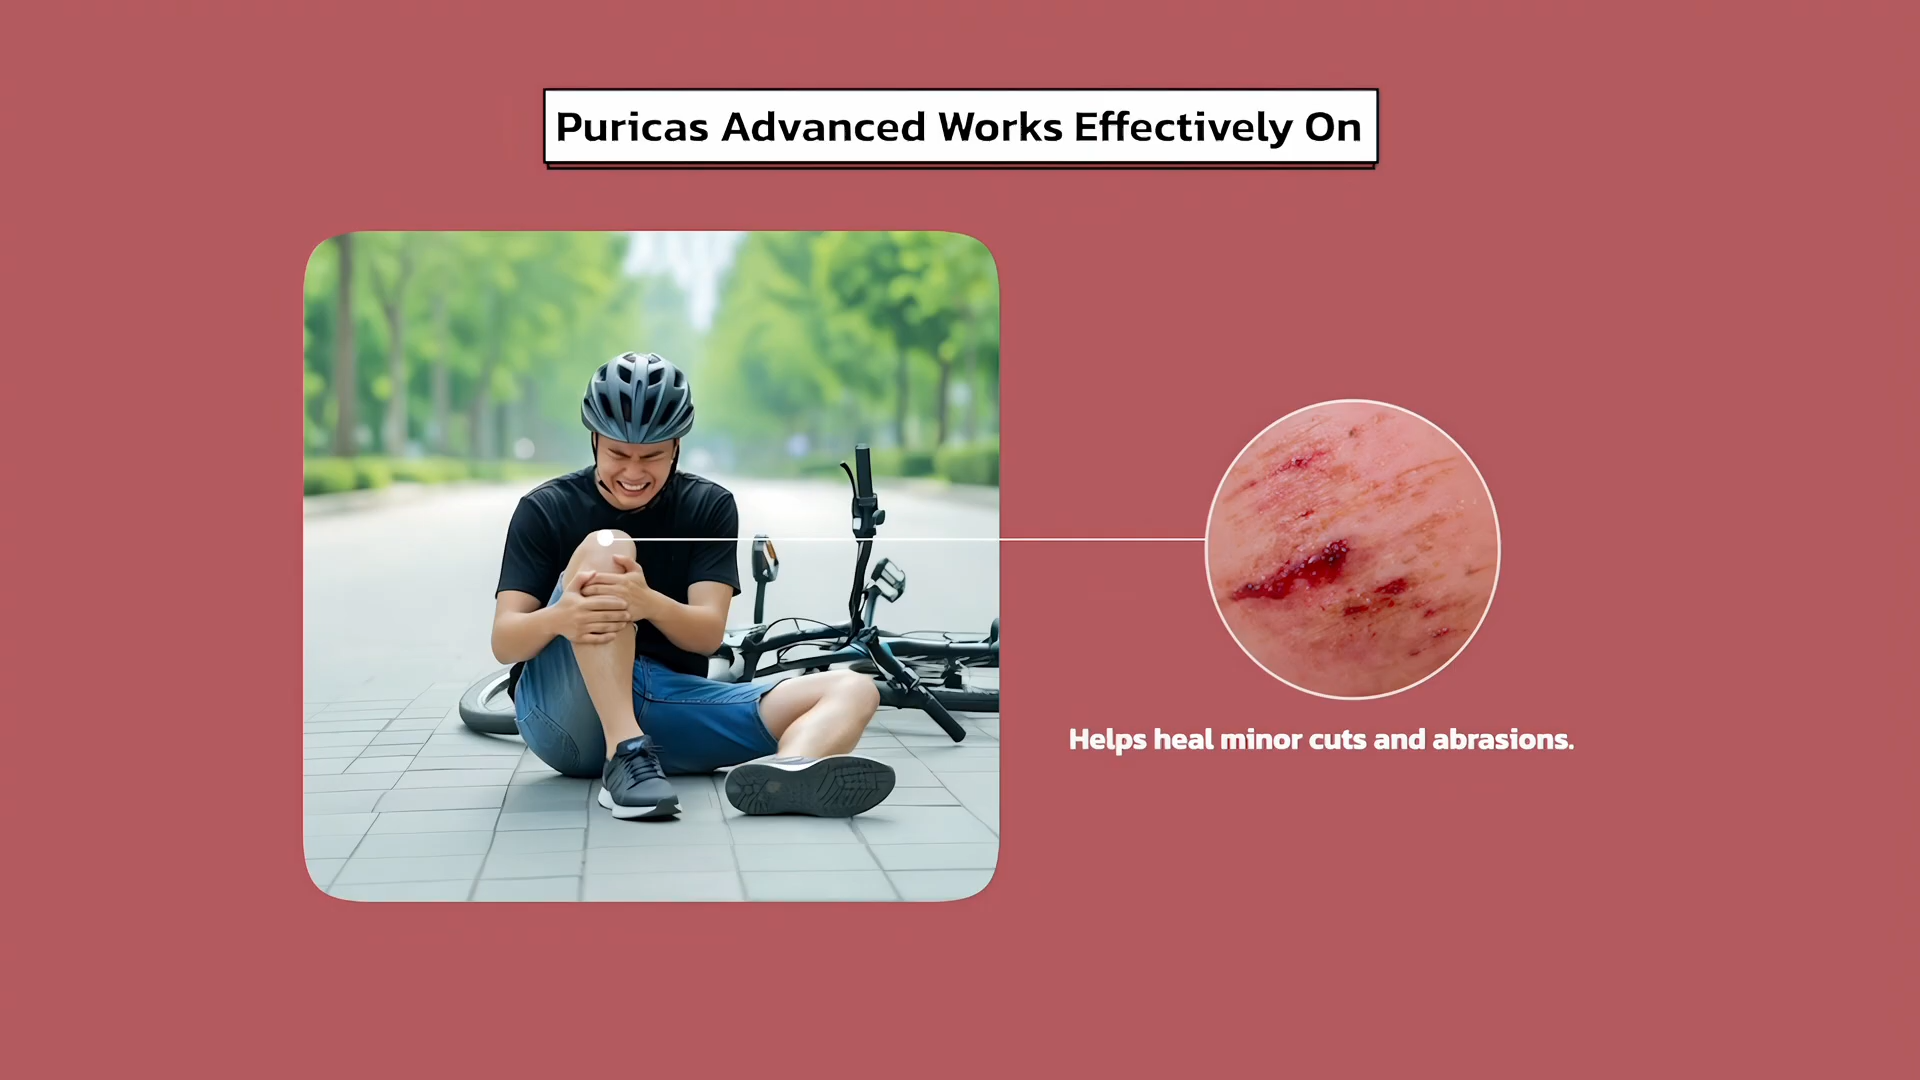 Puricas Advanced Works Effectively On
Helps heal minor cuts and abrasions.